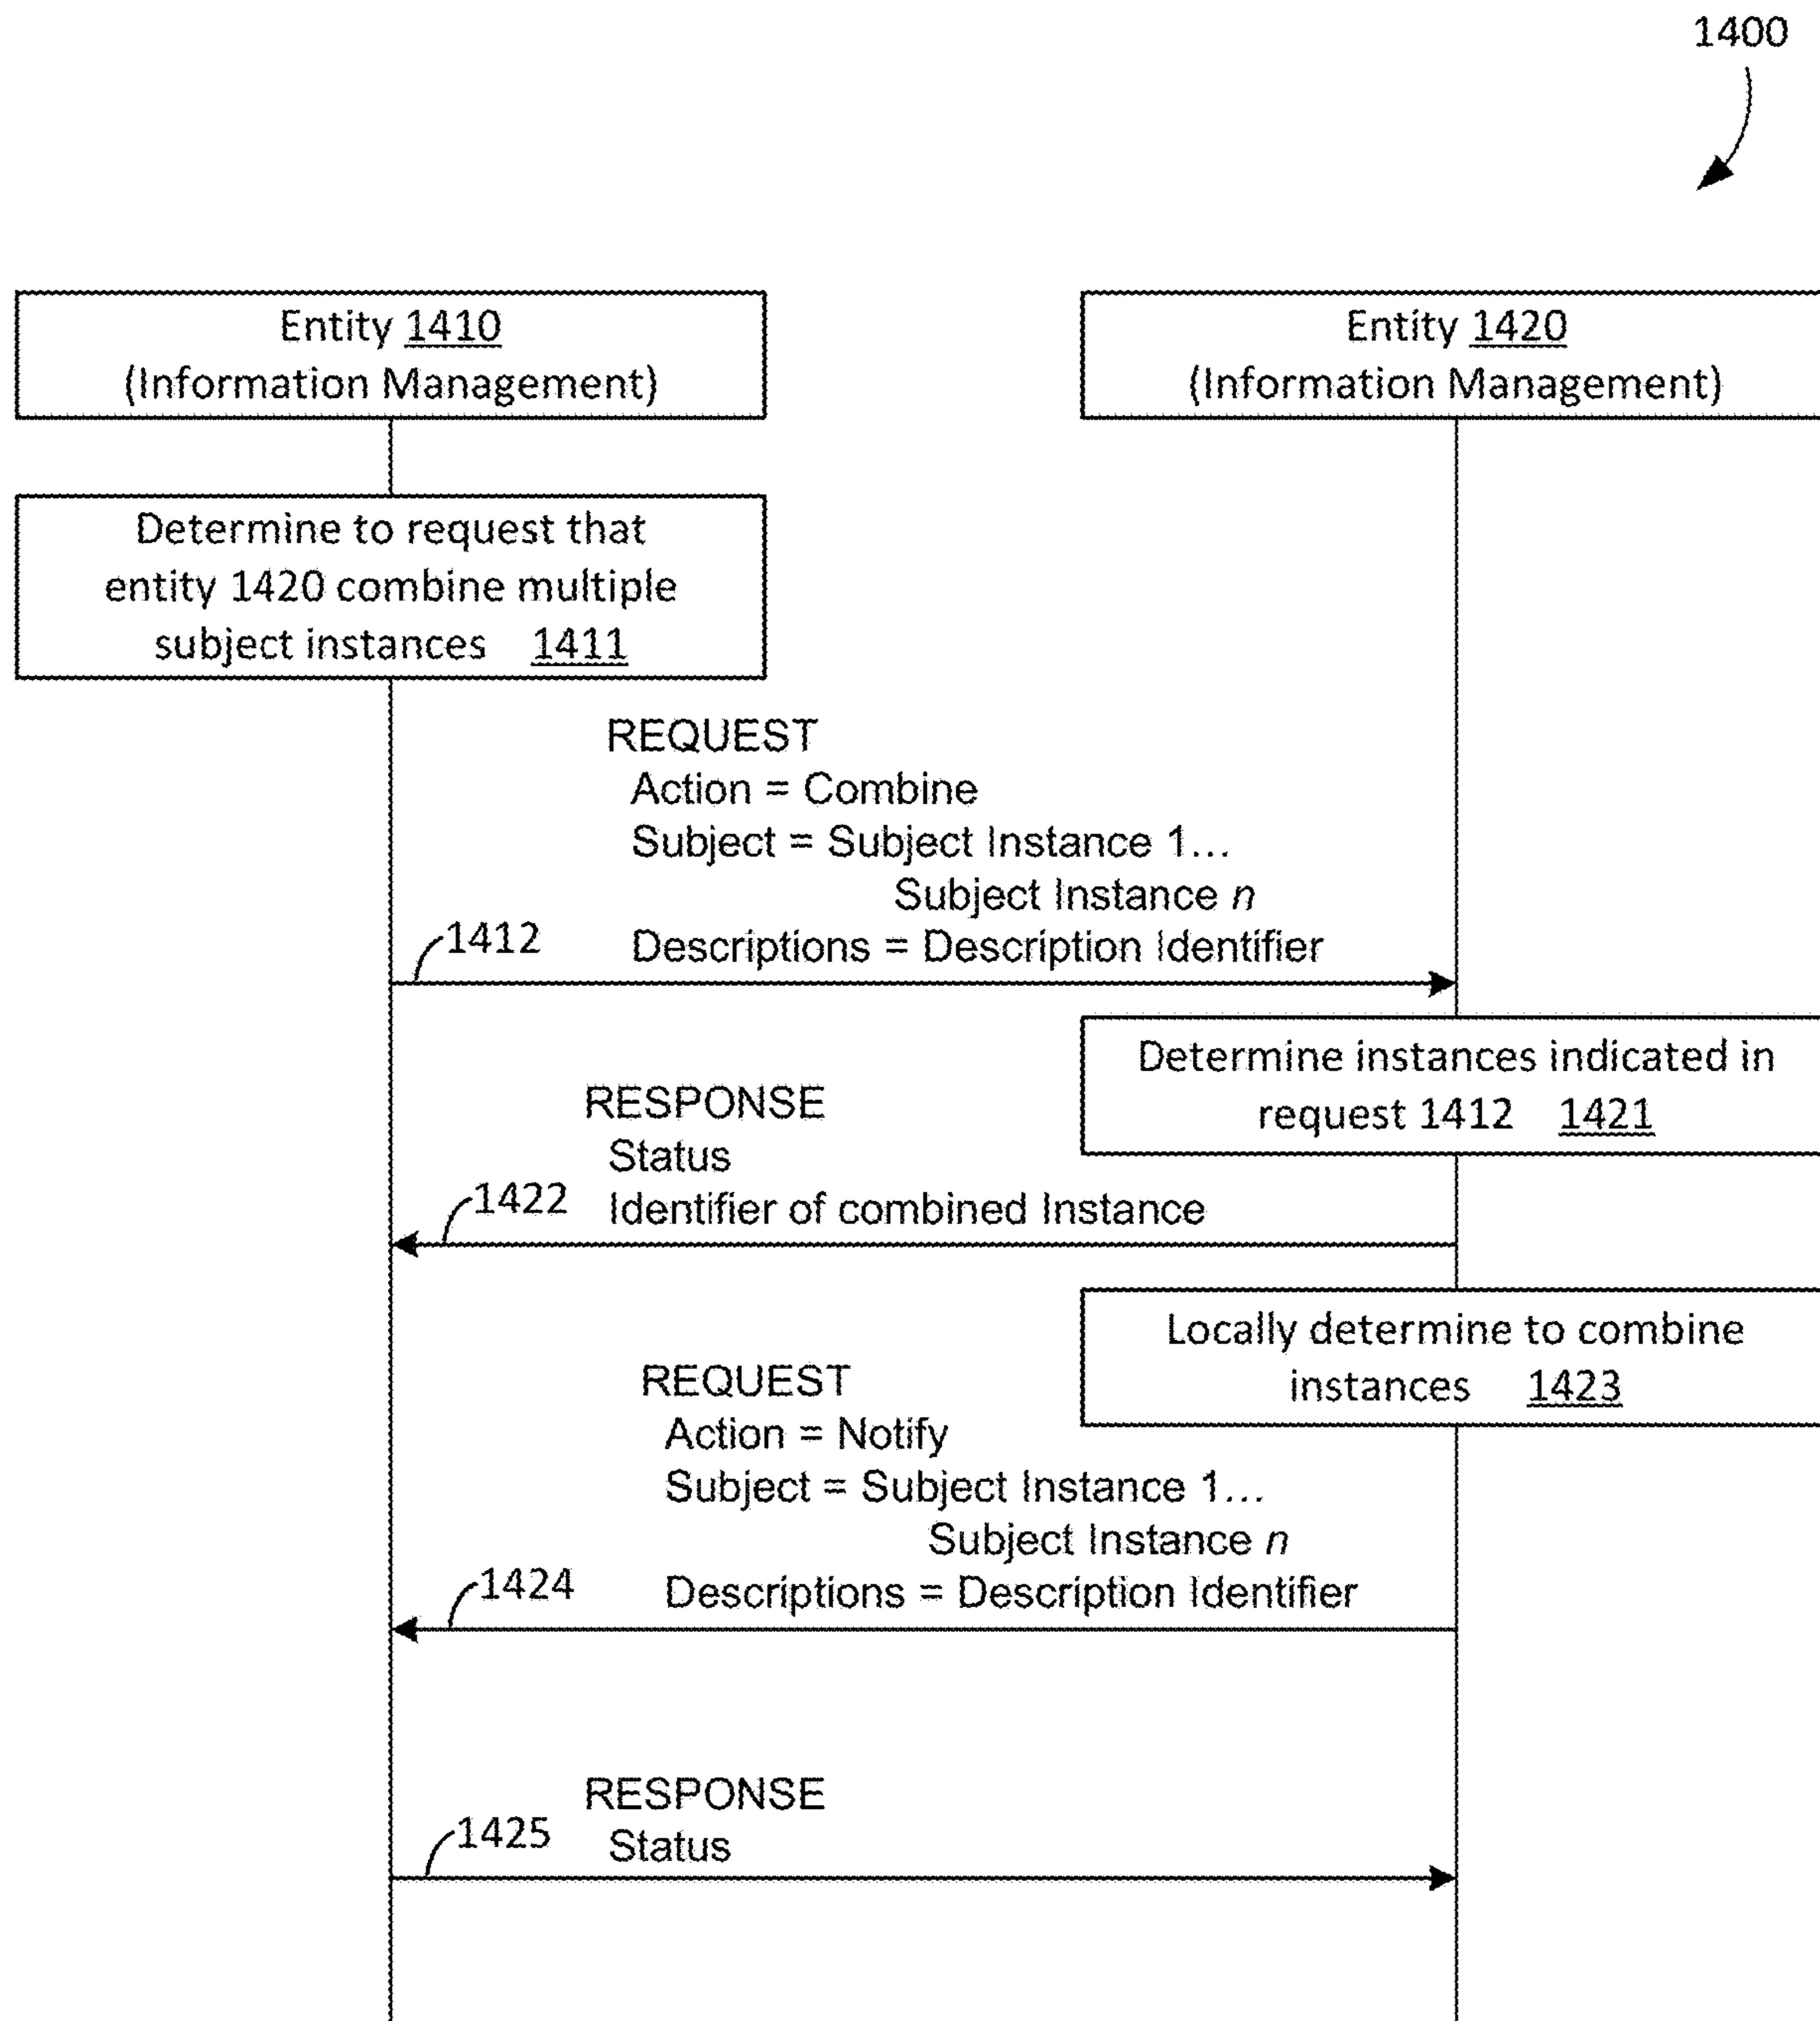 1400
Entity 1410
(Information Management)
Entity 1420
(Information Management)
Determine to request that
entity 1420 combine multiple
subject instances 1411
REQUEST
Action = Combine
Subject = Subject Instance 1...
Subject Instance n
Descriptions = Description Identifier
1412
Determine instances indicated in
request 1412 1421
RESPONSE
Status
Identifier of combined Instance
1422
Locally determine to combine
instances 1423
REQUEST
Action = Notify
Subject = Subject Instance 1...
Subject Instance n
Descriptions = Description Identifier
1424
RESPONSE
Status
1425